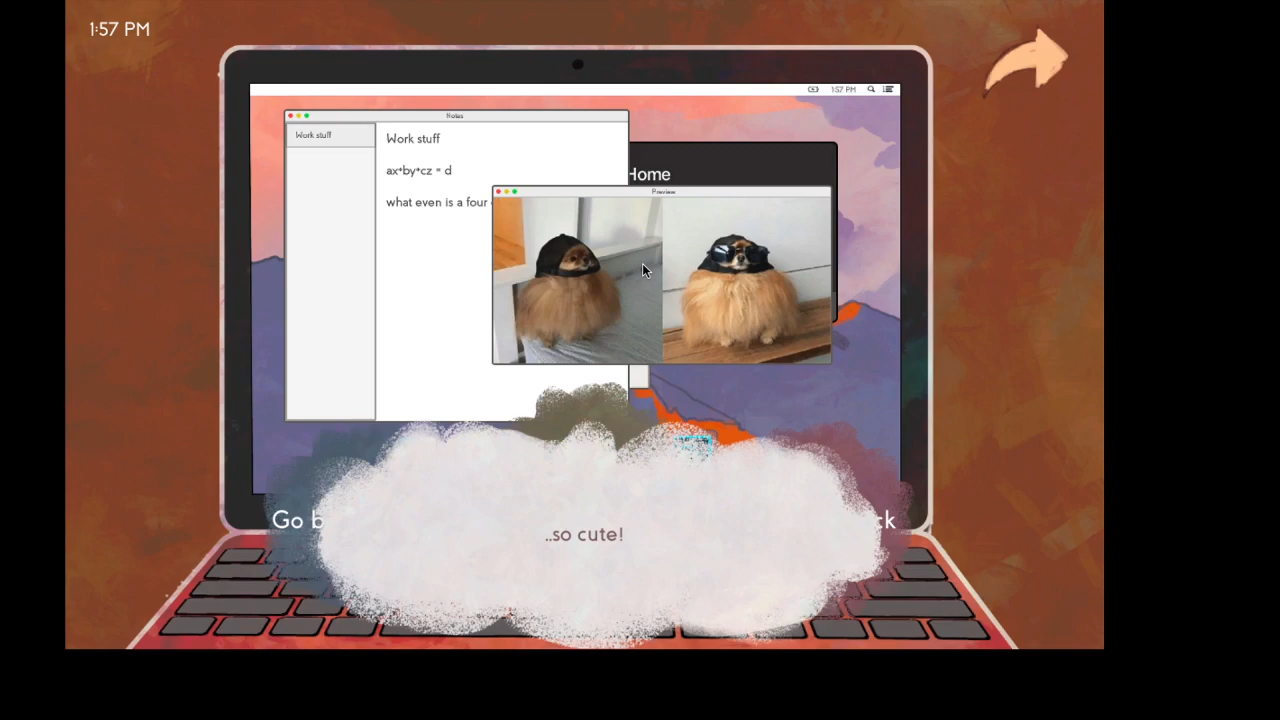 1:57 PM
1:57 PM
Notes
Work stuff
Work stuff
ax+by+cz = d
what even is a four
Home
Preview
Go b
ck
..so cute!